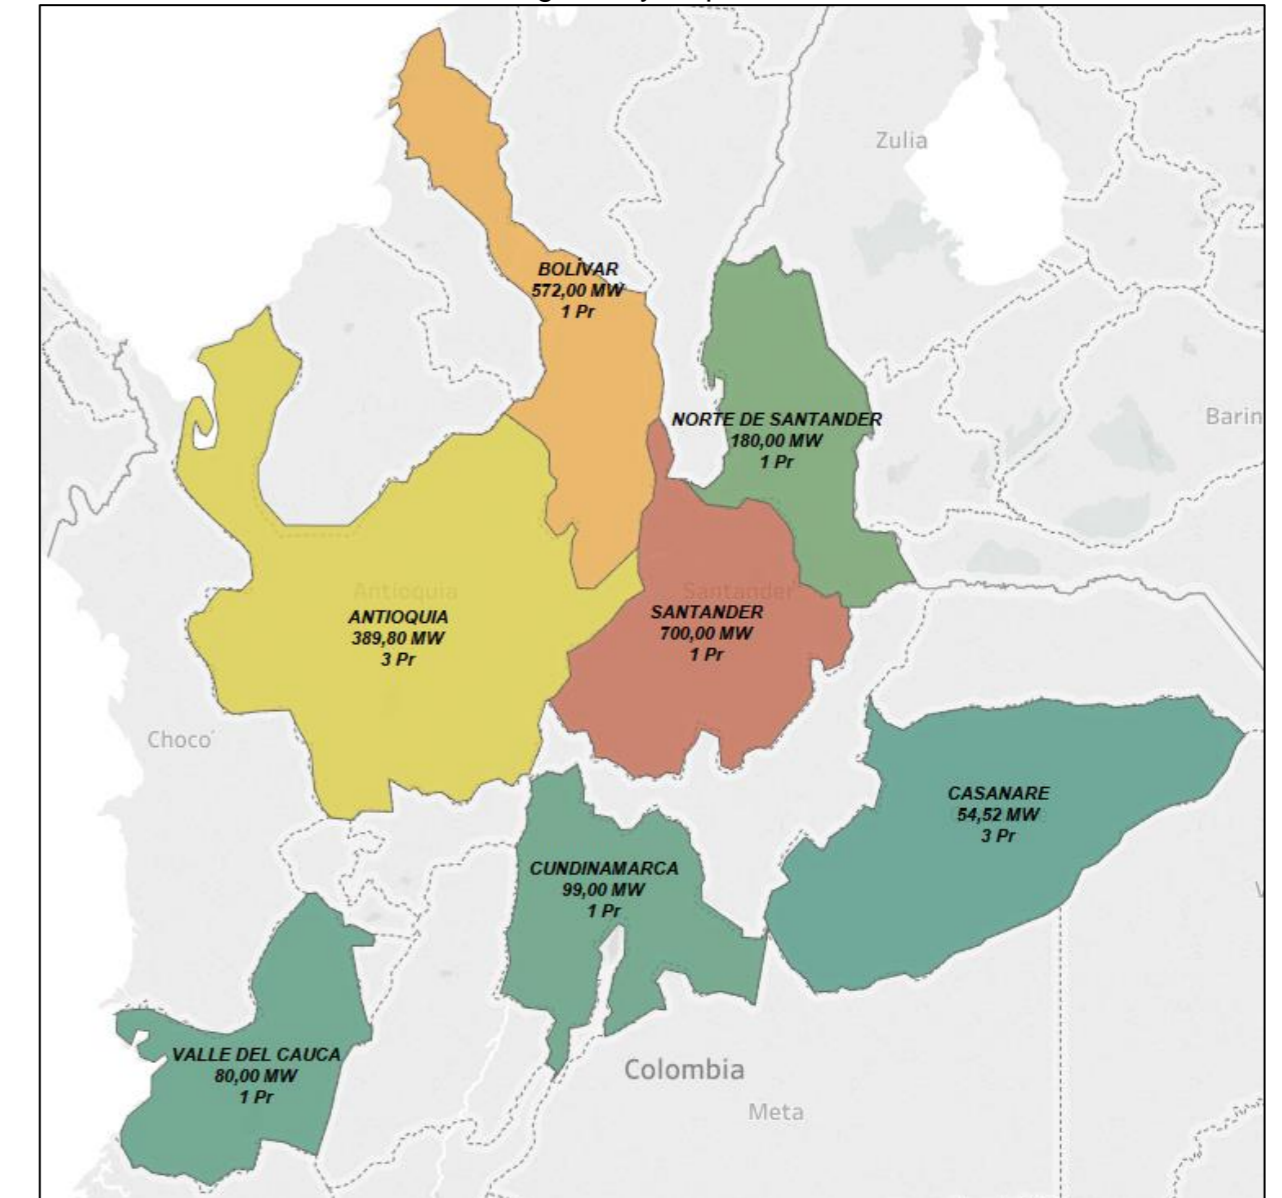 Zulia
BOLÍVAR
572,00 MW
1 Pr
NORTE DE SANTANDER
180,00 MW
1 Pr
Barin
Antioquia
ANTIOQUIA
389,80 MW
3 Pr
Santander
SANTANDER
700,00 MW
1 Pr
Choco
CASANARE
54,52 MW
3 Pr
CUNDINAMARCA
99,00 MW
1 Pr
VALLE DEL CAUCA
80,00 MW
1 Pr
Colombia
Meta